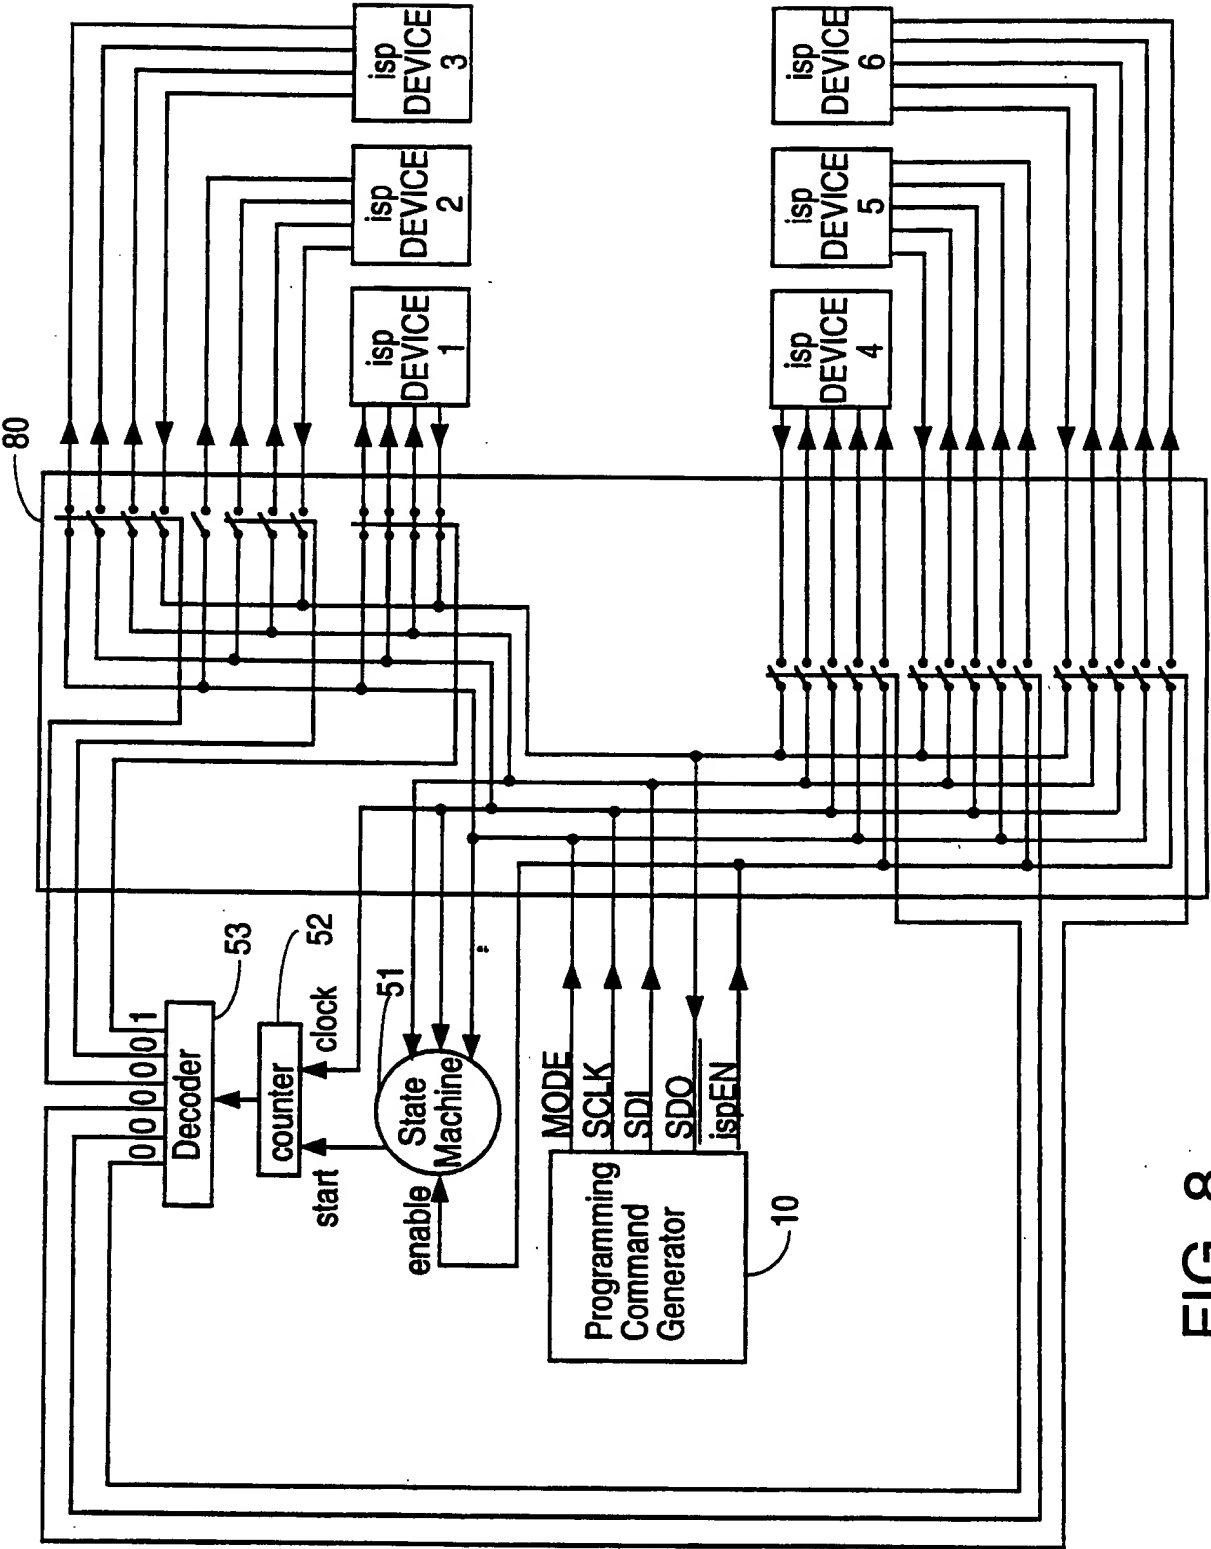 80
isp
DEVICE
3
isp
DEVICE
2
isp
DEVICE
1
isp
DEVICE
6
isp
DEVICE
5
isp
DEVICE
4
53
Decoder
0 0 0 0 0 1
52
counter
clock
start
51
State
Machine
enable
MODE
SCLK
SDI
SDO
ispEN
Programming
Command
Generator
10
FIG. 8